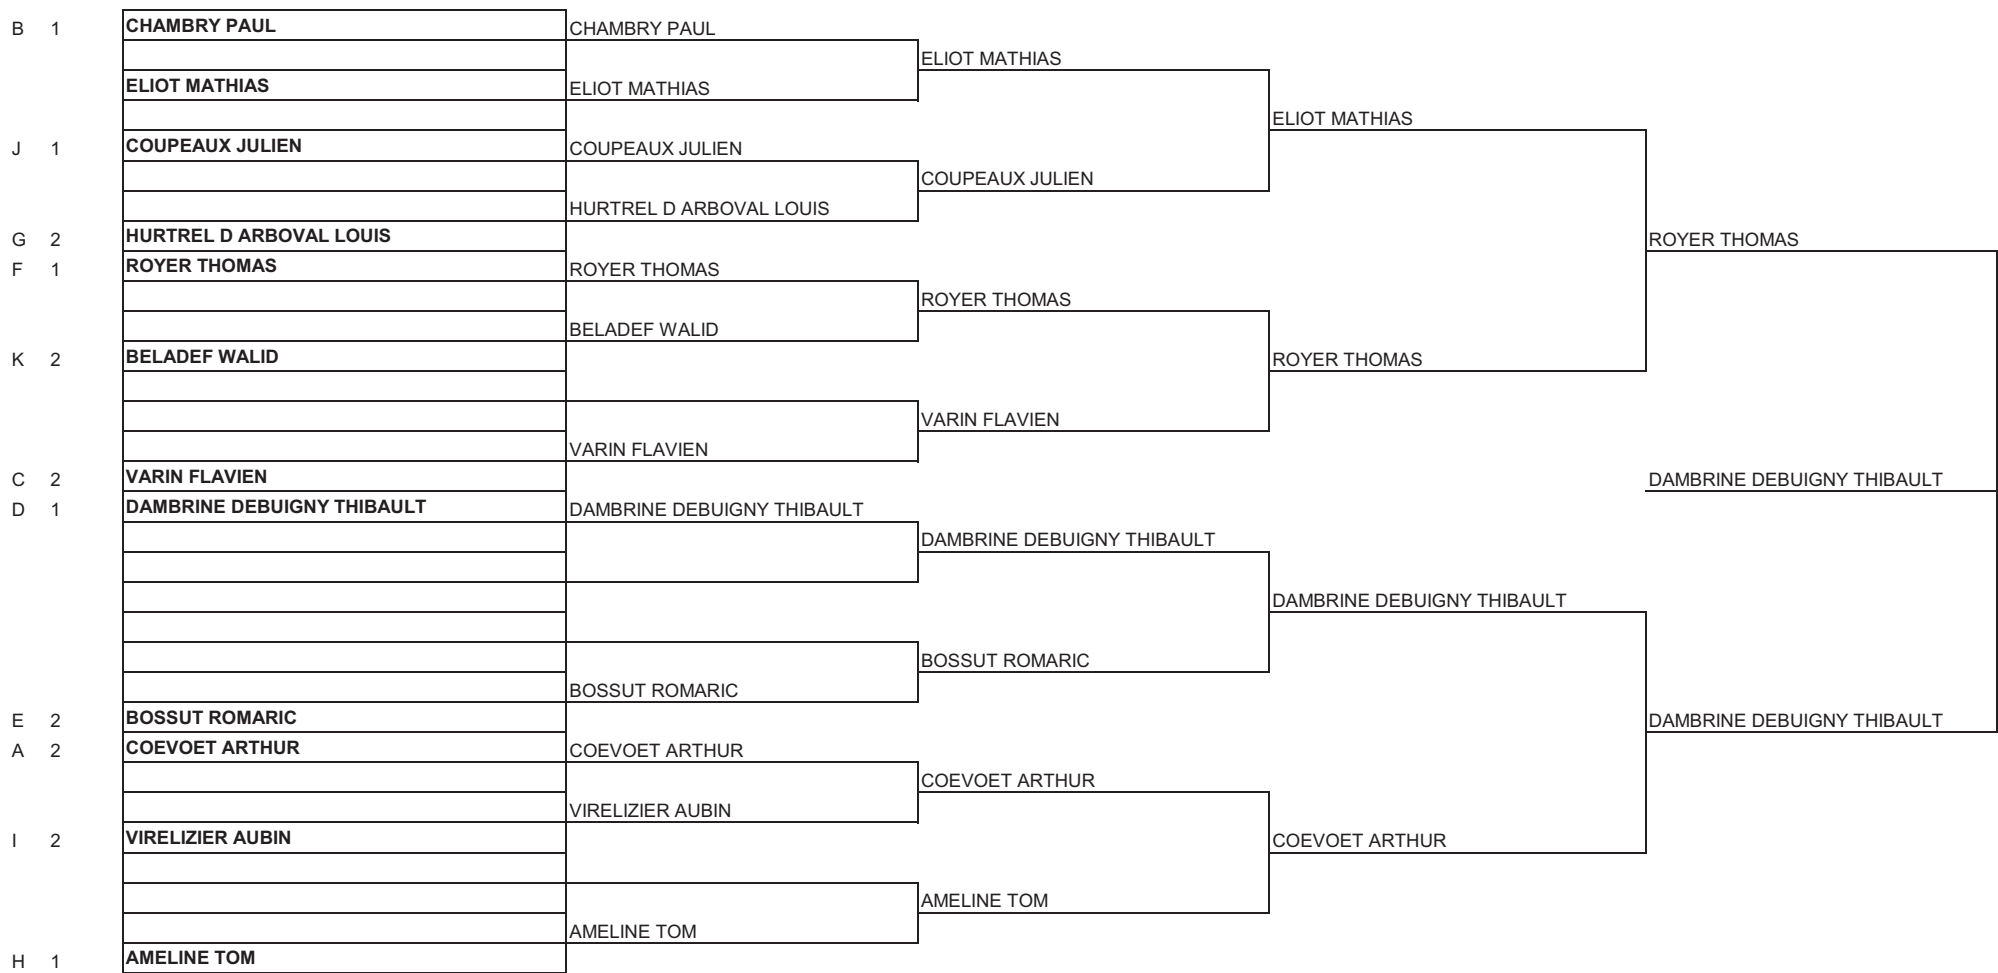 B 1 CHAMBRY PAUL CHAMBRY PAUL
ELIOT MATHIAS
ELIOT MATHIAS ELIOT MATHIAS
ELIOT MATHIAS
J 1 COUPEAUX JULIEN COUPEAUX JULIEN
COUPEAUX JULIEN
HURTREL D ARBOVAL LOUIS
G 2 HURTREL D ARBOVAL LOUIS ROYER THOMAS
F 1 ROYER THOMAS ROYER THOMAS
ROYER THOMAS
BELADEF WALID
K 2 BELADEF WALID ROYER THOMAS
VARIN FLAVIEN
VARIN FLAVIEN
C 2 VARIN FLAVIEN DAMBRINE DEBUIGNY THIBAULT
D 1 DAMBRINE DEBUIGNY THIBAULT DAMBRINE DEBUIGNY THIBAULT
DAMBRINE DEBUIGNY THIBAULT
DAMBRINE DEBUIGNY THIBAULT
BOSSUT ROMARIC
BOSSUT ROMARIC
E 2 BOSSUT ROMARIC DAMBRINE DEBUIGNY THIBAULT
A 2 COEVOET ARTHUR COEVOET ARTHUR
COEVOET ARTHUR
VIRELIZIER AUBIN
I 2 VIRELIZIER AUBIN COEVOET ARTHUR
AMELINE TOM
AMELINE TOM
H 1 AMELINE TOM